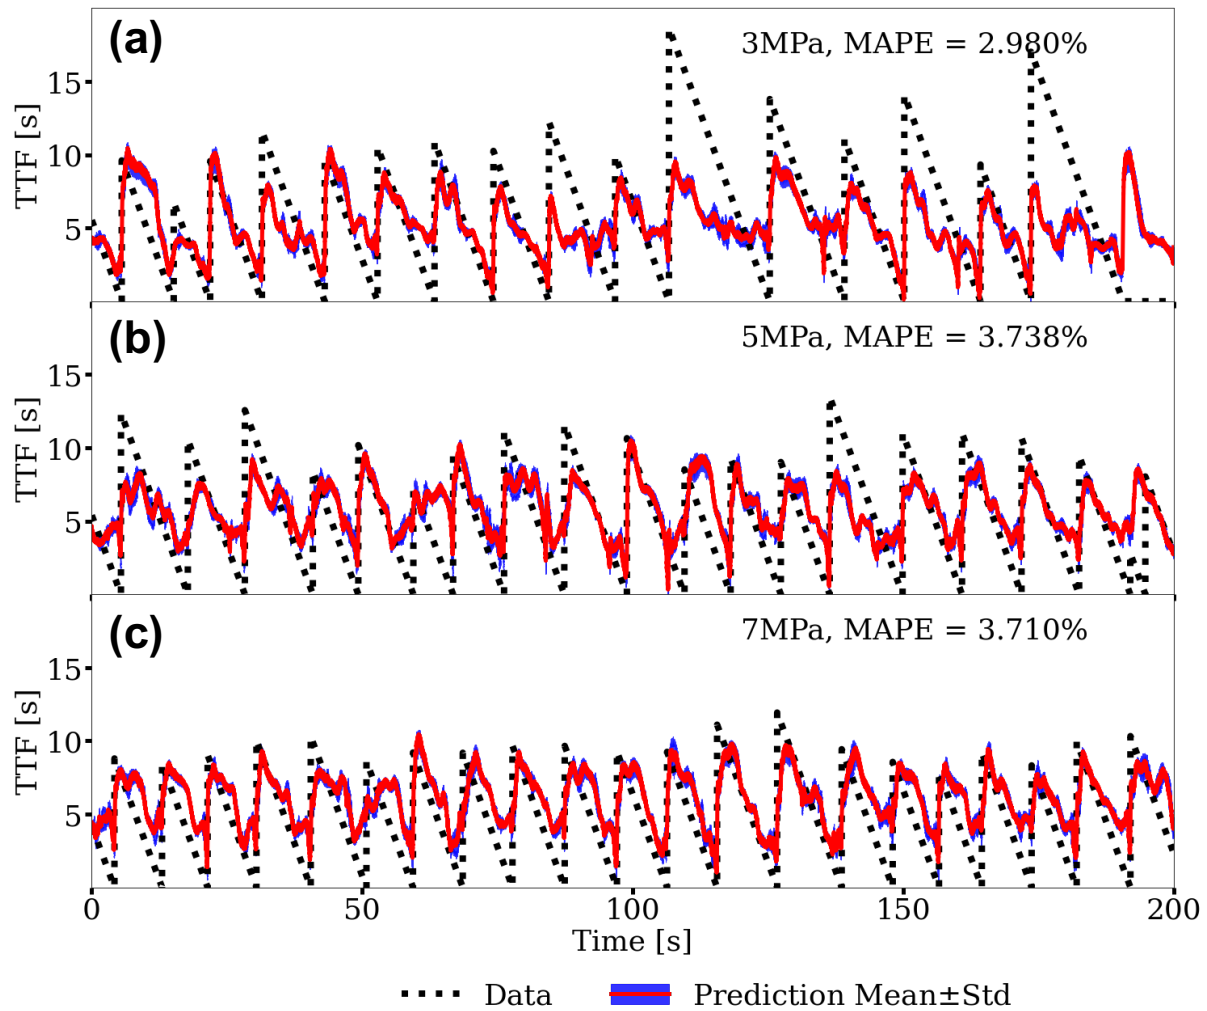 (a)
3MPa, MAPE = 2.980%
TTF [s]
15
10
5
(b)
5MPa, MAPE = 3.738%
TTF [s]
15
10
5
(c)
7MPa, MAPE = 3.710%
TTF [s]
15
10
5
0 50 100 150 200
Time [s]
Data Prediction Mean±Std